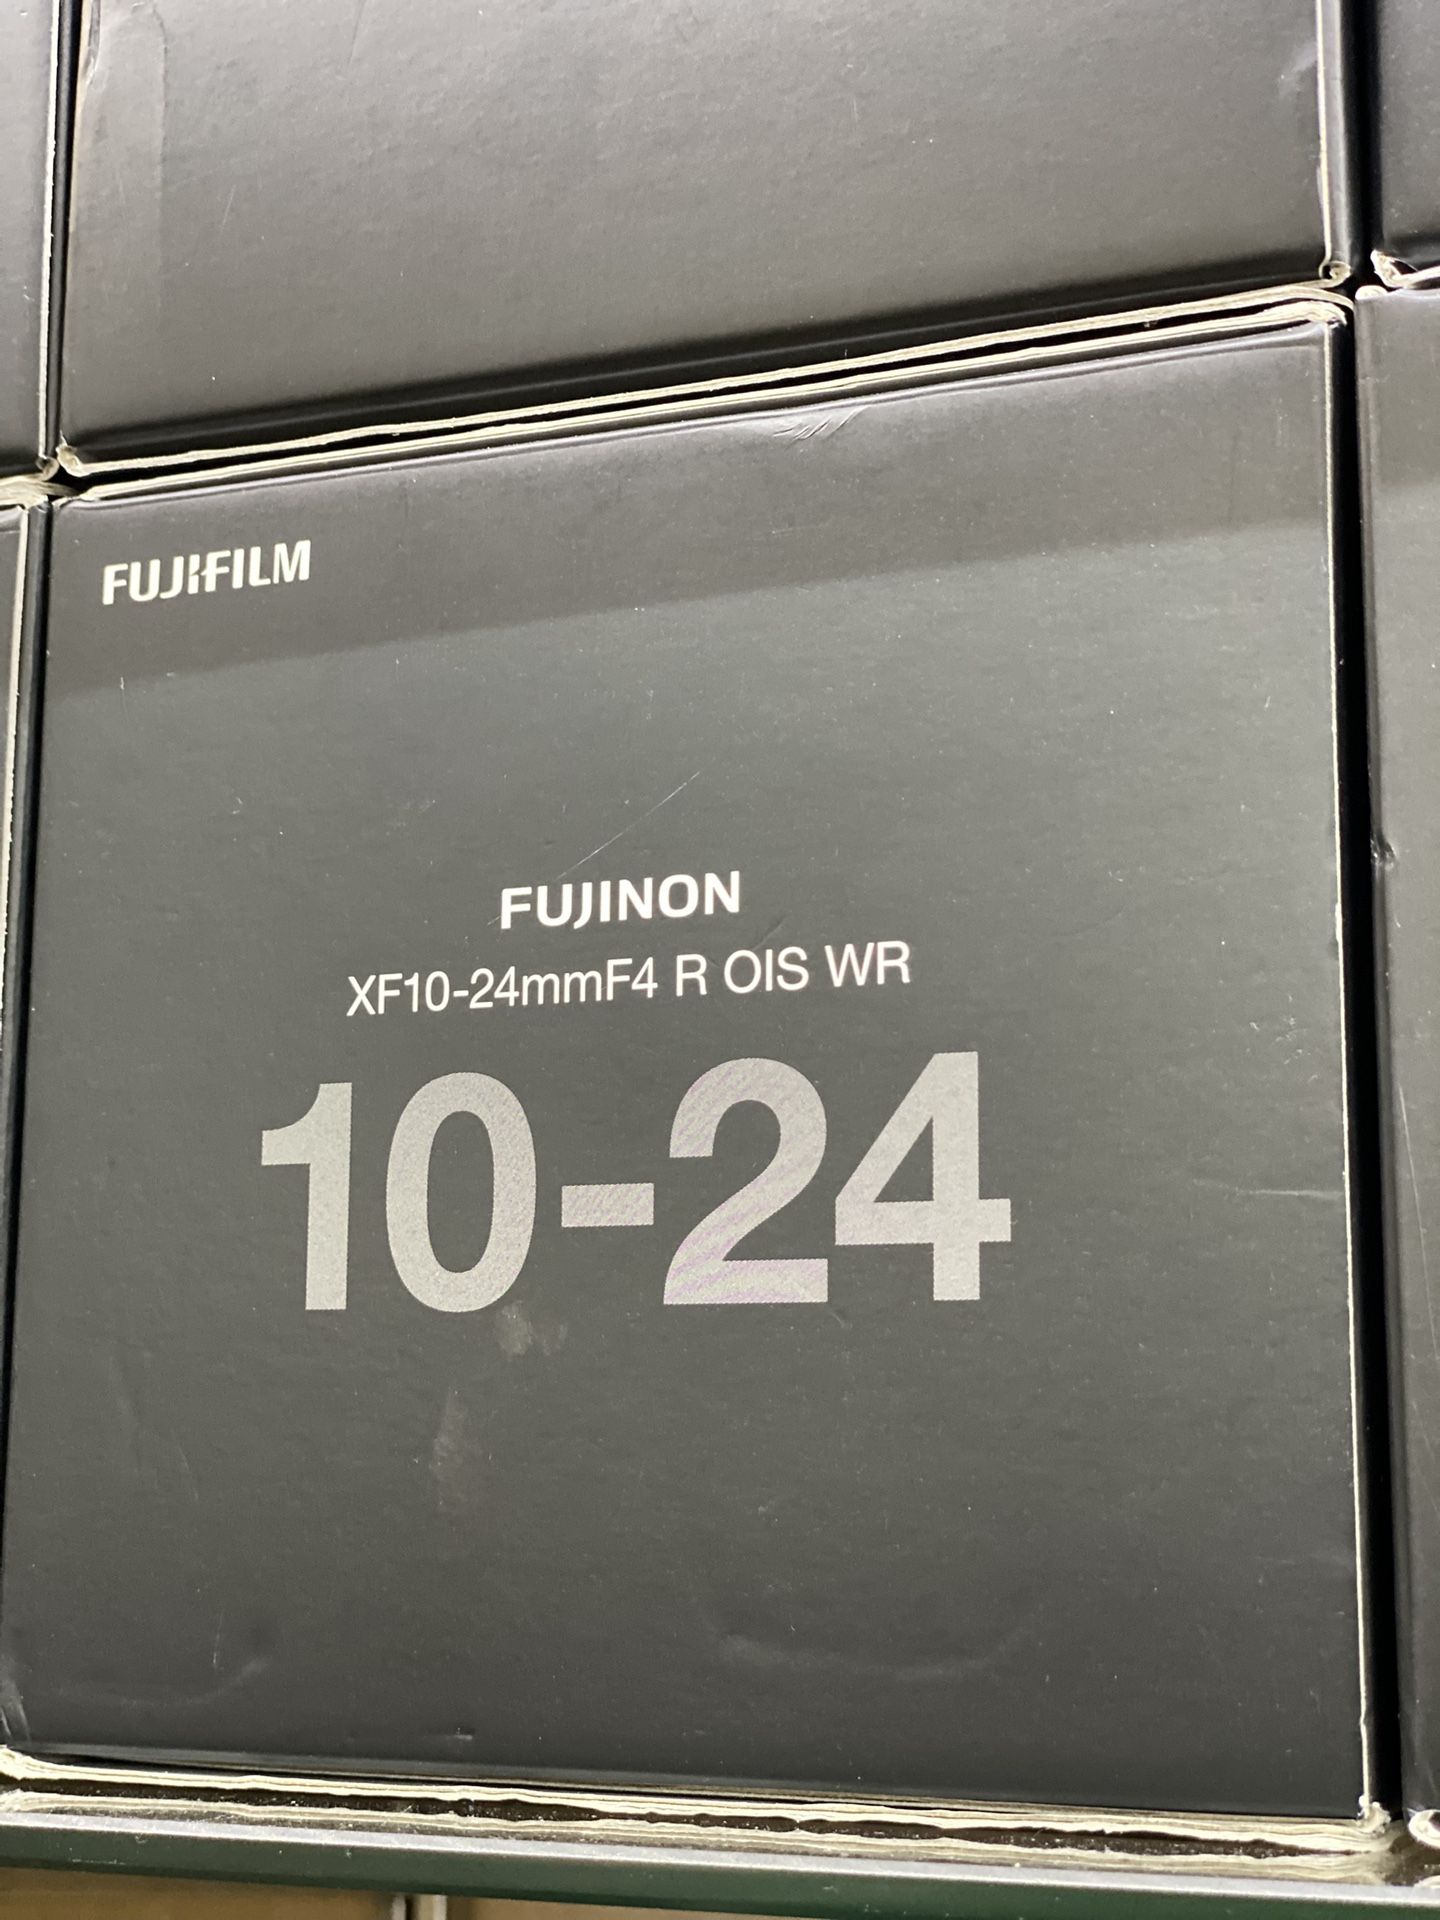 FUJIFILM
FUJINON
XF10-24mmF4 R OIS WR
10-24